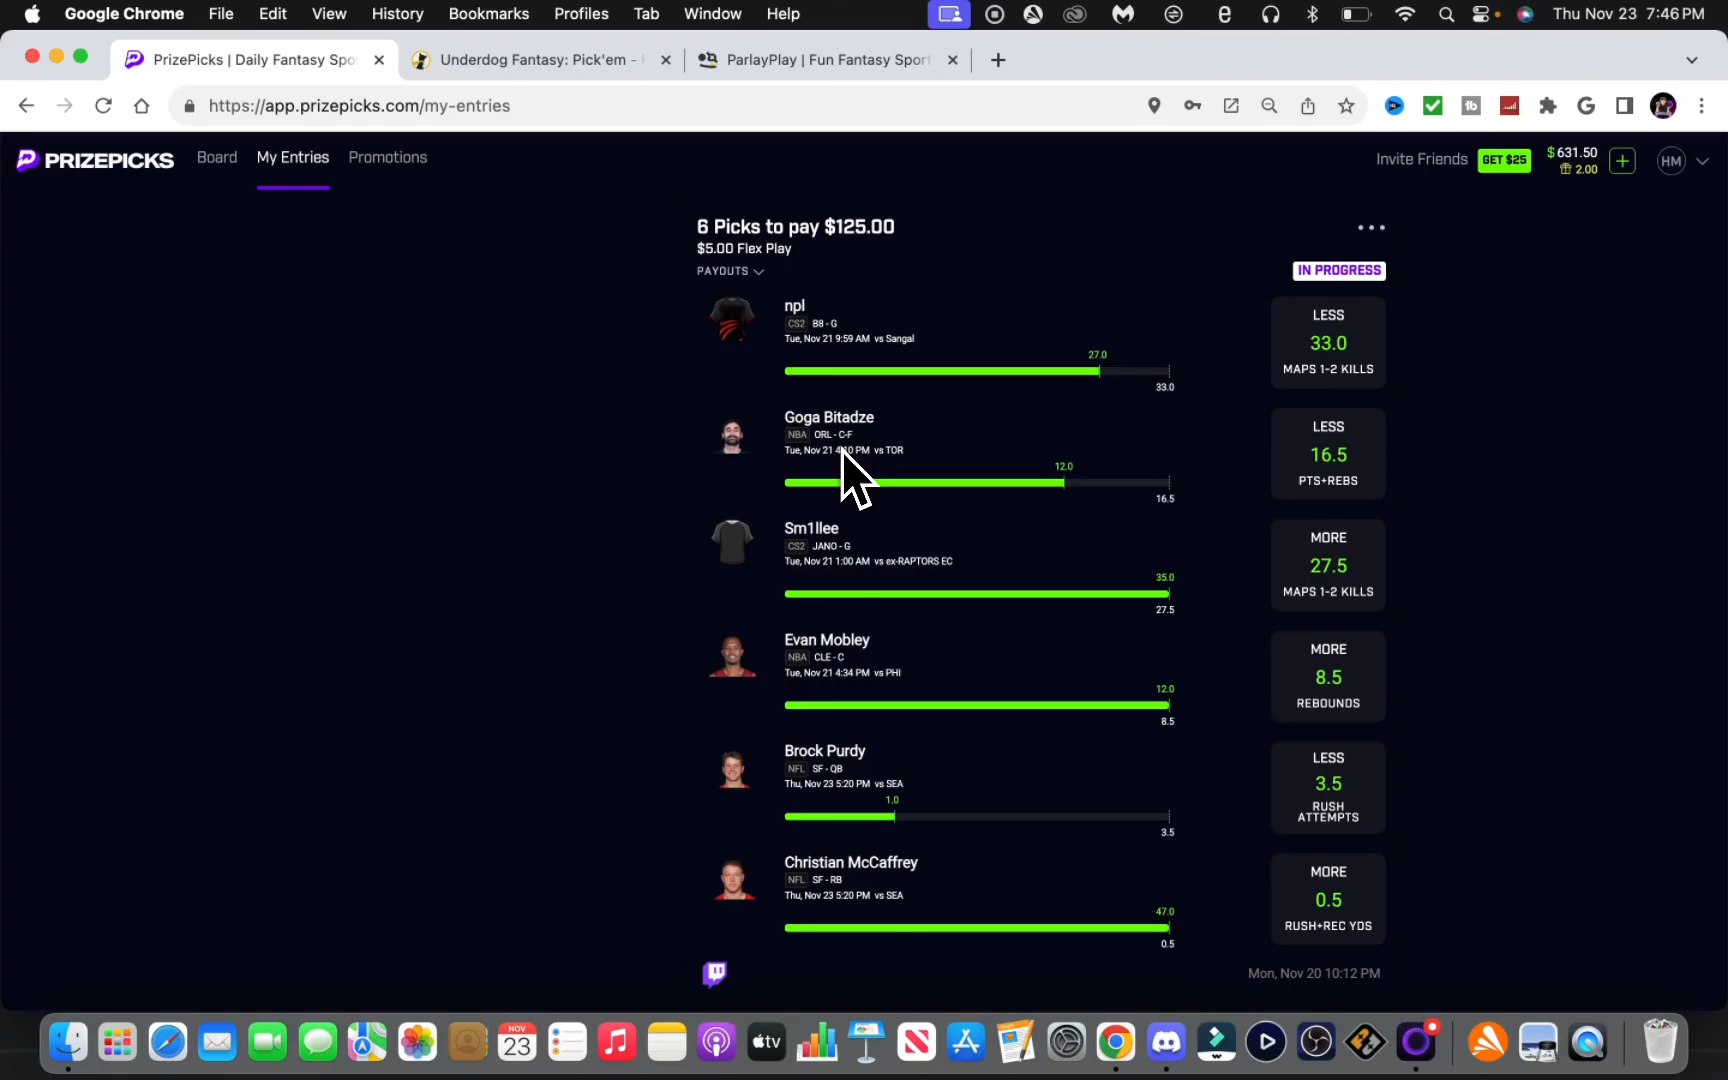 Google Chrome File Edit View History Bookmarks Profiles Tab Window Help Thu Nov 23 7:46 PM
PrizePicks | Daily Fantasy Spo
Underdog Fantasy: Pick'em -
ParlayPlay | Fun Fantasy Sport
https://app.prizepicks.com/my-entries
PRIZEPICKS Board My Entries Promotions Invite Friends GET $25 $631.50 HM
2.00
6 Picks to pay $125.00
$5.00 Flex Play
PAYOUTS
IN PROGRESS
npl
CS2 B8 - G
Tue, Nov 21 9:59 AM vs Sangal
27.0
33.0
LESS
33.0
MAPS 1-2 KILLS
Goga Bitadze
NBA ORL - C-F
Tue, Nov 21 4:10 PM vs TOR
12.0
16.5
LESS
16.5
PTS+REBS
Sm1llee
CS2 JANO - G
Tue, Nov 21 1:00 AM vs ex-RAPTORS EC
35.0
27.5
MORE
27.5
MAPS 1-2 KILLS
Evan Mobley
NBA CLE - C
Tue, Nov 21 4:34 PM vs PHI
12.0
8.5
MORE
8.5
REBOUNDS
Brock Purdy
NFL SF - QB
Thu, Nov 23 5:20 PM vs SEA
1.0
3.5
LESS
3.5
RUSH
ATTEMPTS
Christian McCaffrey
NFL SF - RB
Thu, Nov 23 5:20 PM vs SEA
47.0
0.5
MORE
0.5
RUSH+REC YDS
Mon, Nov 20 10:12 PM
NOV
23
tv